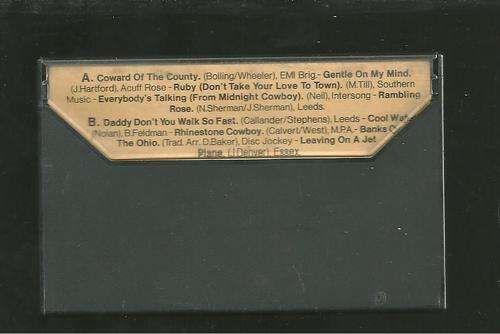 A. Coward Of The County. (Bolling/Wheeler), EMI Brig.- Gentle On My Mind.
(J.Hartford), Acuff Rose - Ruby (Don't Take Your Love To Town). (M.Till), Southern
Music - Everybody's Talking (From Midnight Cowboy). (Neil), Intersong - Rambling
Rose. (N.Sherman/J.Sherman), Leeds.
B. Daddy Don't You Walk So Fast. (Callander/Stephens), Leeds - Cool
(Nolan), B.Feldman - Rhinestone Cowboy. (Calvert/West), M.P.A.- Banks
The Ohio. (Trad. Arr. D.Baker), Disc Jockey - Leaving On A Jet
Plane (J.Denver) Essex